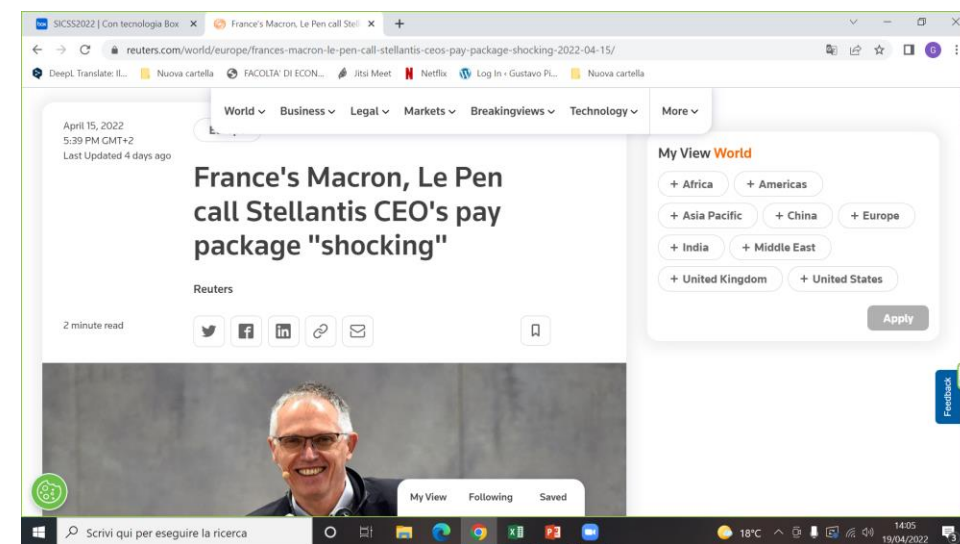 SICSS2022 | Con tecnologia Box
France's Macron, Le Pen call Stell
reuters.com/world/europe/frances-macron-le-pen-call-stellantis-ceos-pay-package-shocking-2022-04-15/
G
DeepL Translate: Il... Nuova cartella FACOLTA' DI ECON... Jitsi Meet Netflix Log In ‹ Gustavo Pi... Nuova cartella
World Business Legal Markets Breakingviews Technology More
April 15, 2022
5:39 PM GMT+2
Last Updated 4 days ago
France's Macron, Le Pen
call Stellantis CEO's pay
package "shocking"
Reuters
2 minute read
My View World
+ Africa + Americas
+ Asia Pacific + China + Europe
+ India + Middle East
+ United Kingdom + United States
Apply
Feedback
My View Following Saved
Scrivi qui per eseguire la ricerca
18°C
14:05
19/04/2022
3